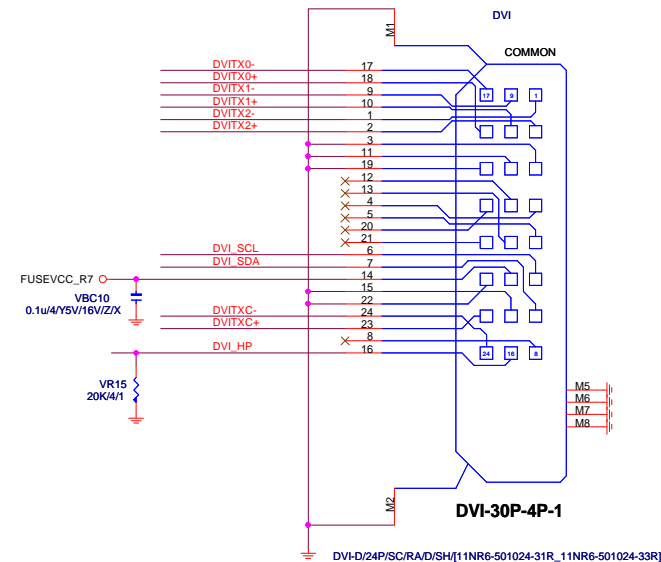 DVI
M1
COMMON
DVITX0- 17
DVITX0+ 18
DVITX1- 9
DVITX1+ 10
DVITX2- 1
DVITX2+ 2
3
11
19
12
13
4
5
20
21
DVI_SCL 6
DVI_SDA 7
FUSEVCC_R7 14
15
22
DVITXC- 24
DVITXC+ 23
8
DVI_HP 16
17 9 1
24 16 8
VBC10
0.1u/4/Y5V/16V/Z/X
VR15
20K/4/1
M5
M6
M7
M8
M2
DVI-30P-4P-1
DVI-D/24P/SC/RA/D/SH/[11NR6-501024-31R_11NR6-501024-33R]